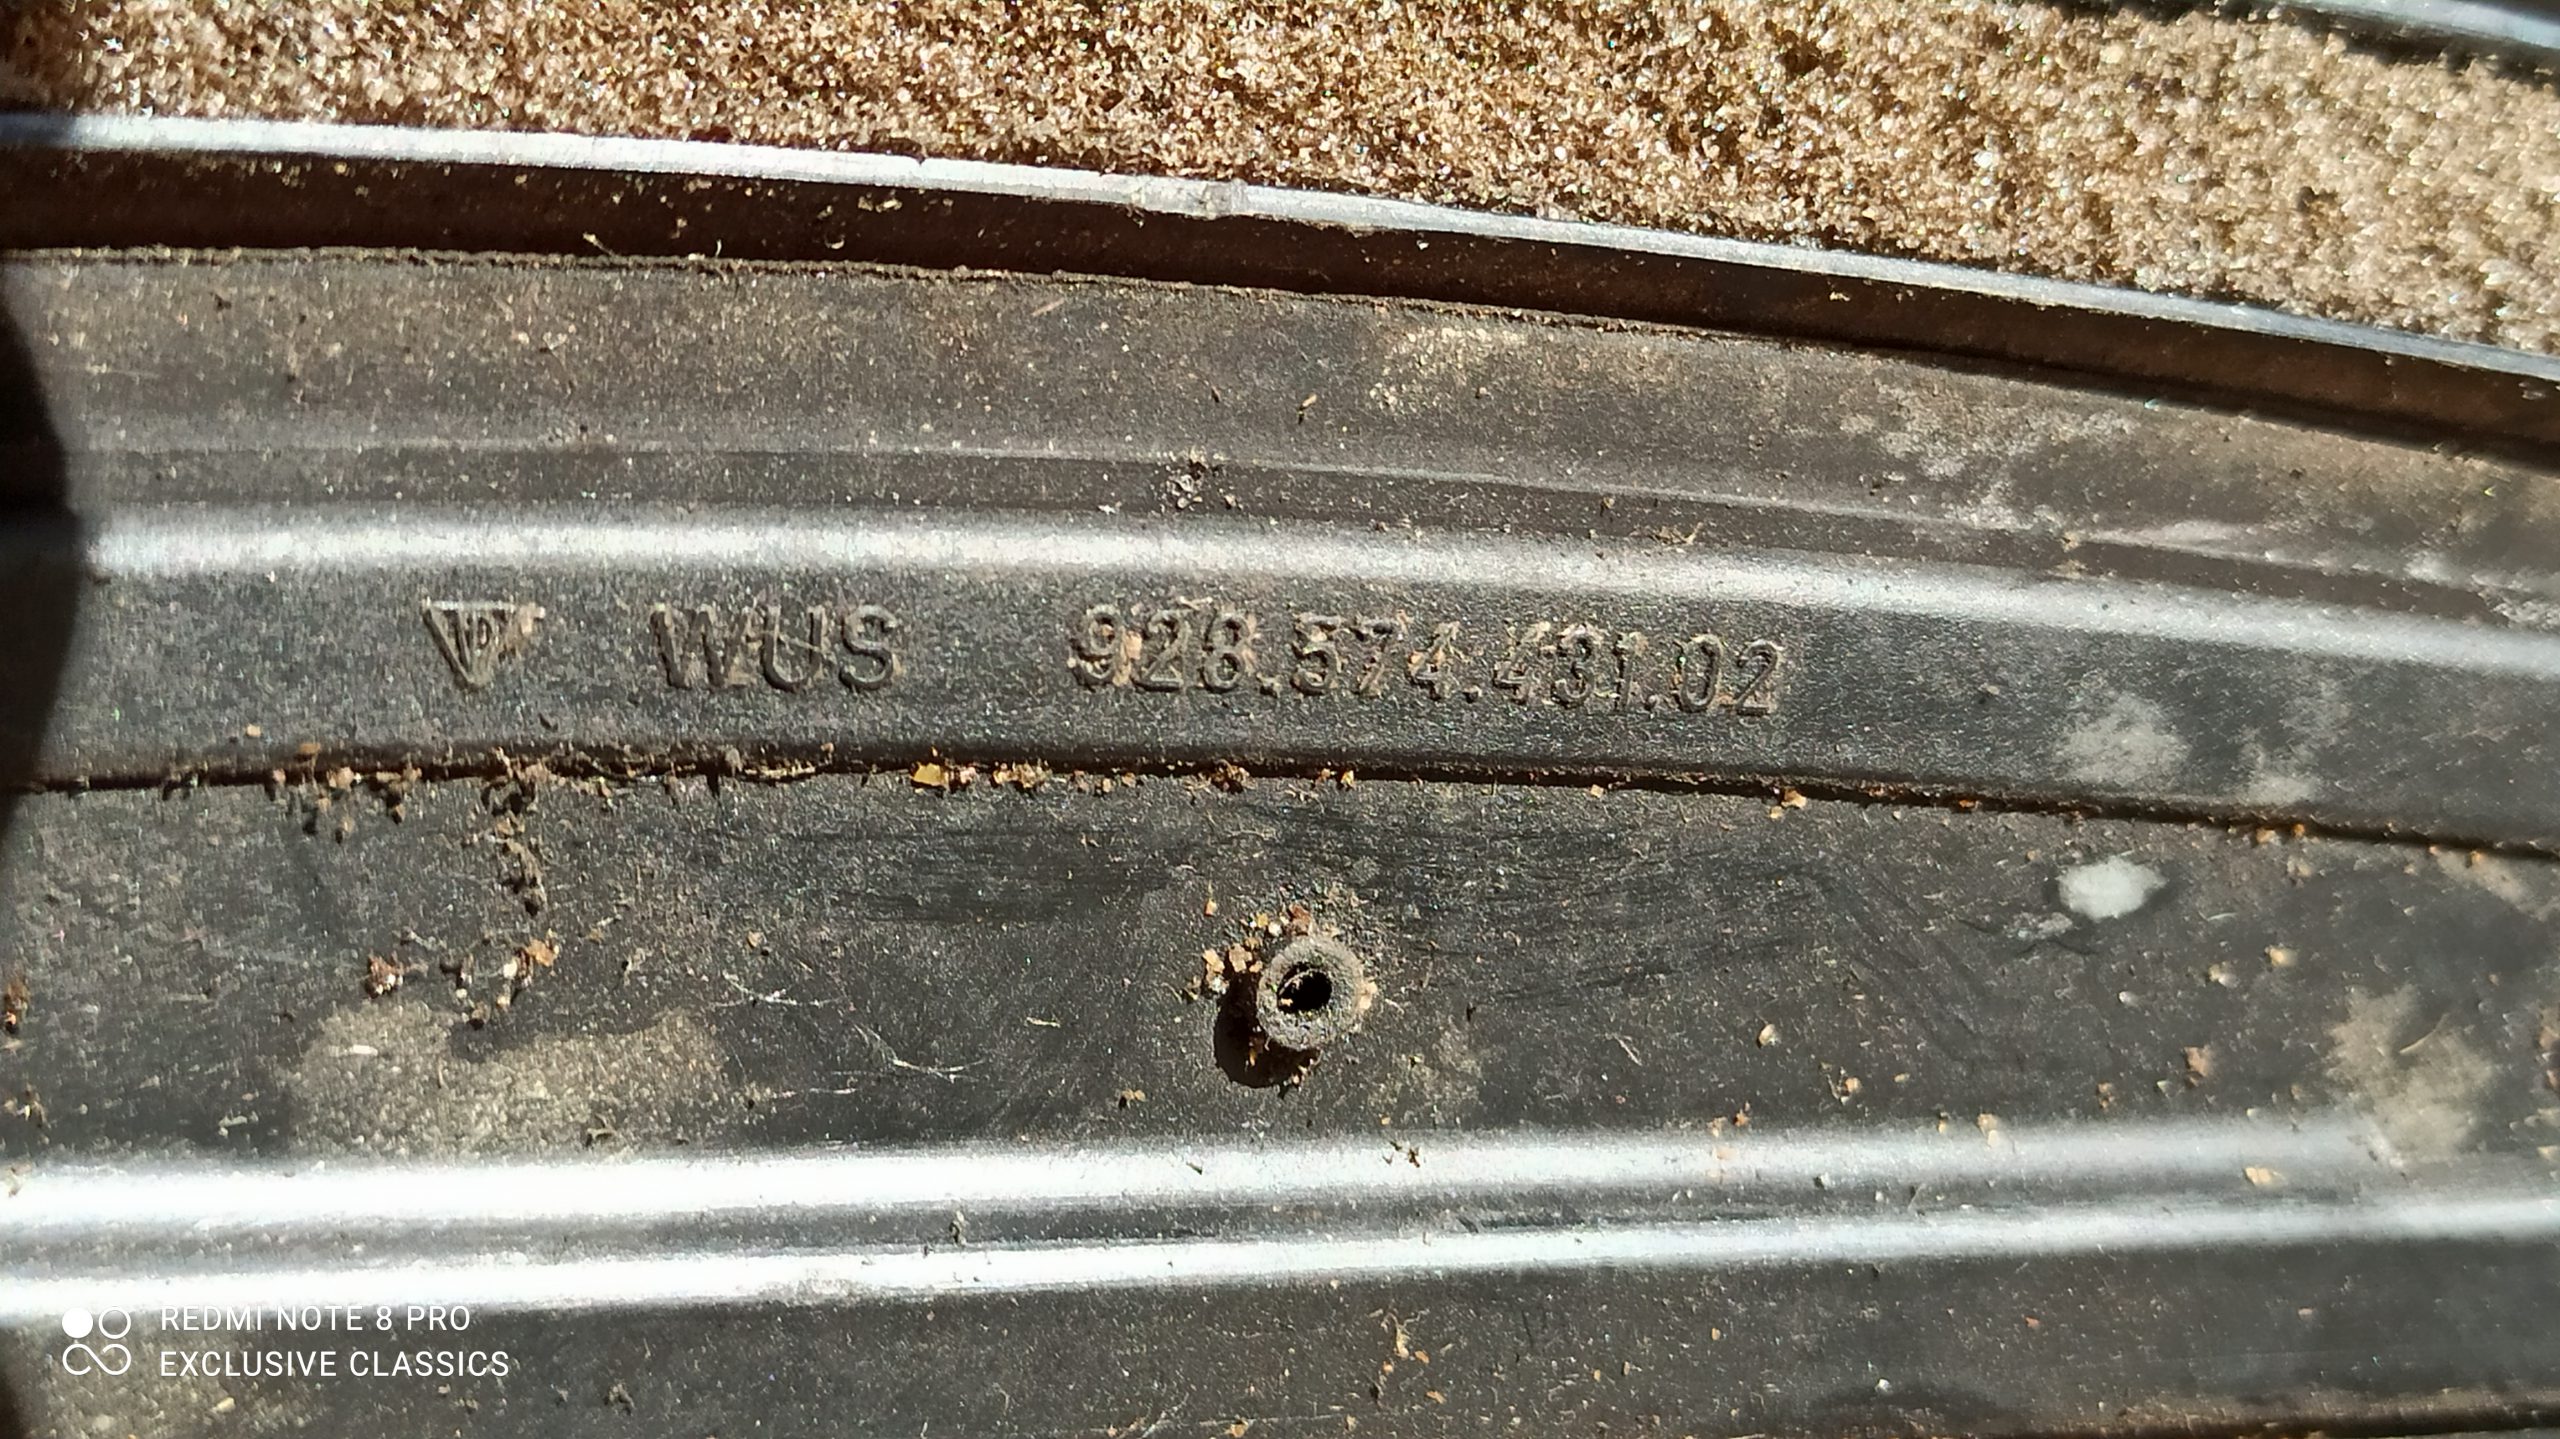 WUS 928.574.431.02
REDMI NOTE 8 PRO
EXCLUSIVE CLASSICS